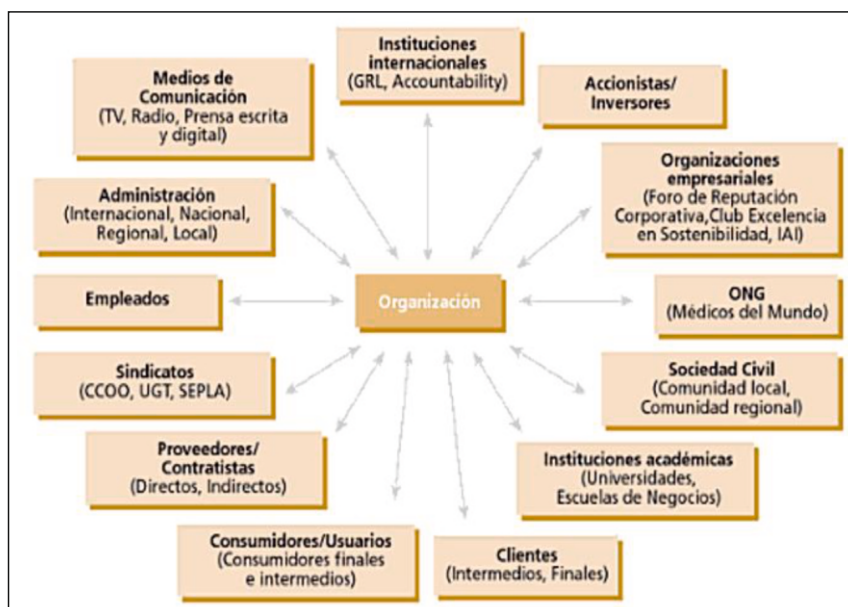 Instituciones
internacionales
(GRL, Accountability)
Medios de
Comunicación
(TV, Radio, Prensa escrita
y digital)
Accionistas/
Inversores
Administración
(Internacional, Nacional,
Regional, Local)
Organizaciones
empresariales
(Foro de Reputación
Corporativa,Club Excelencia
en Sostenibilidad, IAI)
Empleados
Organización
ONG
(Médicos del Mundo)
Sindicatos
(CCOO, UGT, SEPLA)
Sociedad Civil
(Comunidad local,
Comunidad regional)
Proveedores/
Contratistas
(Directos, Indirectos)
Instituciones académicas
(Universidades,
Escuelas de Negocios)
Consumidores/Usuarios
(Consumidores finales
e intermedios)
Clientes
(Intermedios, Finales)